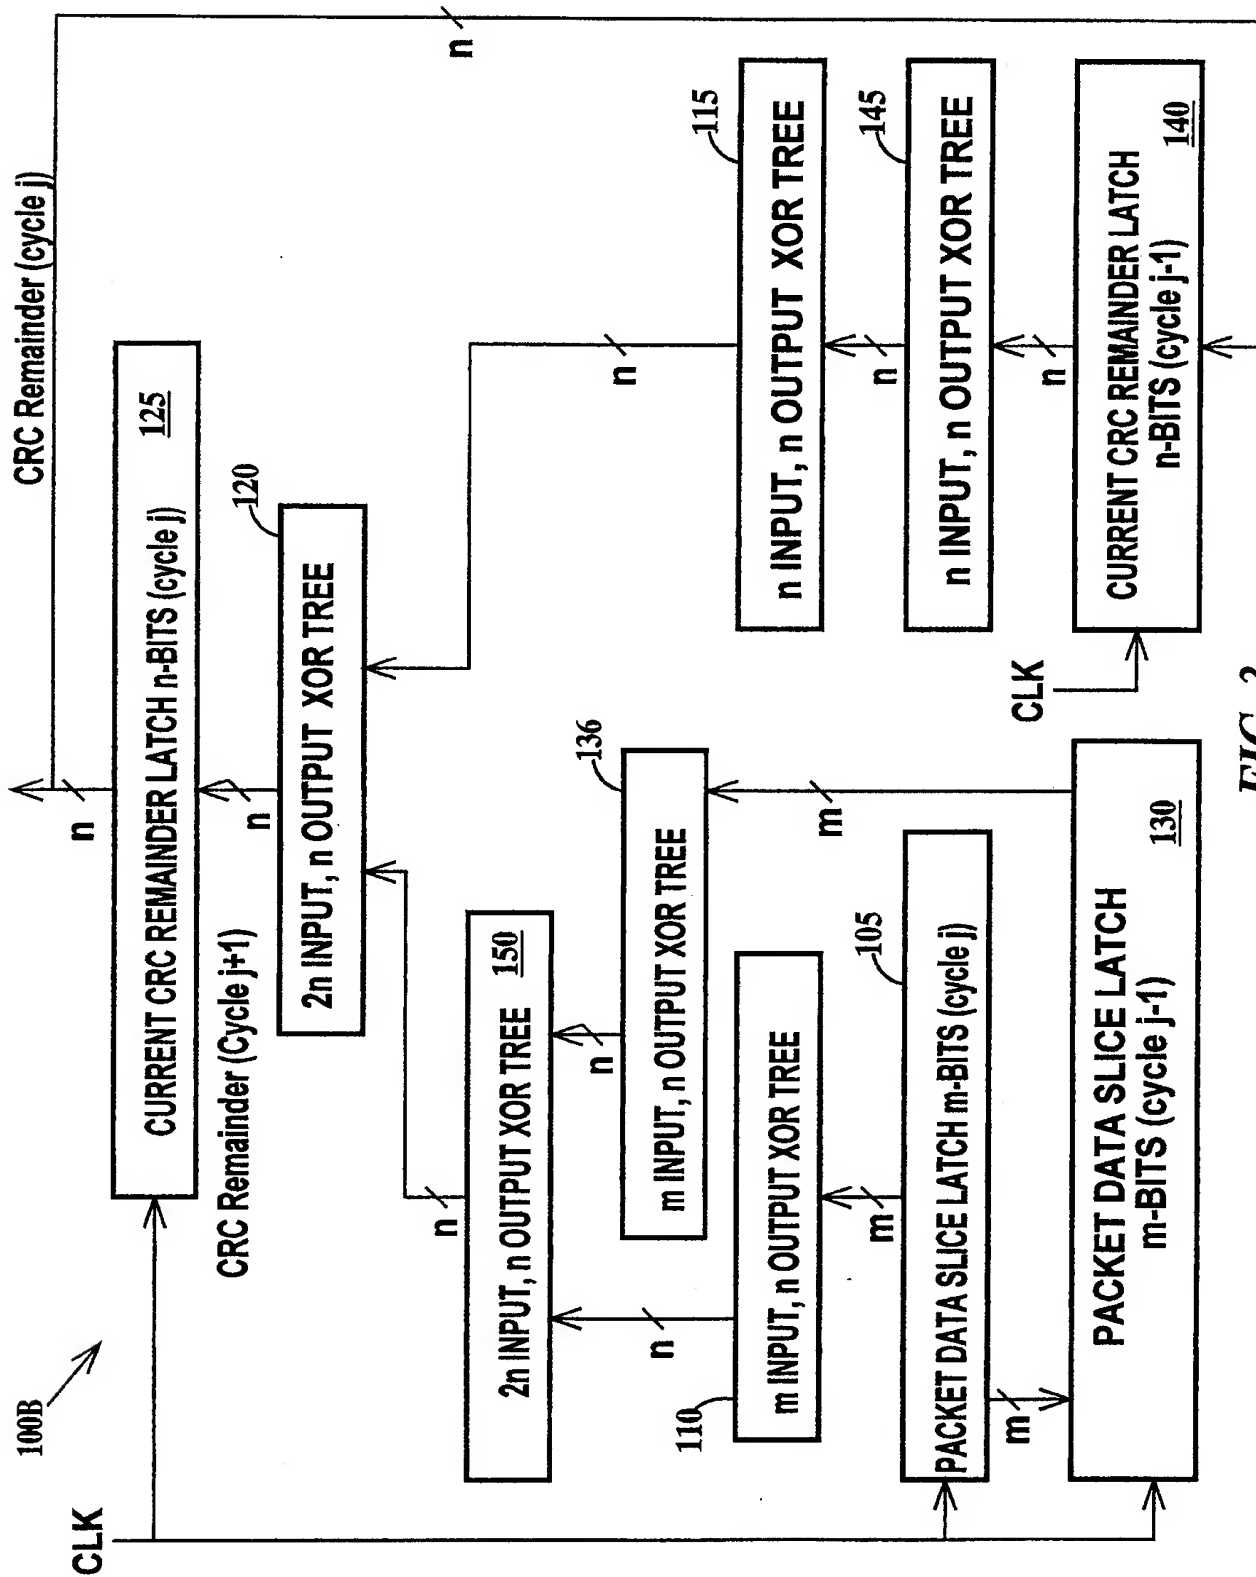 100B
CLK
CRC Remainder (cycle j)
n
n
CURRENT CRC REMAINDER LATCH n-BITS (cycle j)
125
CRC Remainder (Cycle j+1)
n
120
2n INPUT, n OUTPUT XOR TREE
n
n
2n INPUT, n OUTPUT XOR TREE
150
n
n
136
m INPUT, n OUTPUT XOR TREE
m
110
m INPUT, n OUTPUT XOR TREE
m
105
PACKET DATA SLICE LATCH m-BITS (cycle j)
m
PACKET DATA SLICE LATCH
m-BITS (cycle j-1)
130
115
n INPUT, n OUTPUT XOR TREE
n
145
n INPUT, n OUTPUT XOR TREE
n
CLK
CURRENT CRC REMAINDER LATCH
n-BITS (cycle j-1)
140